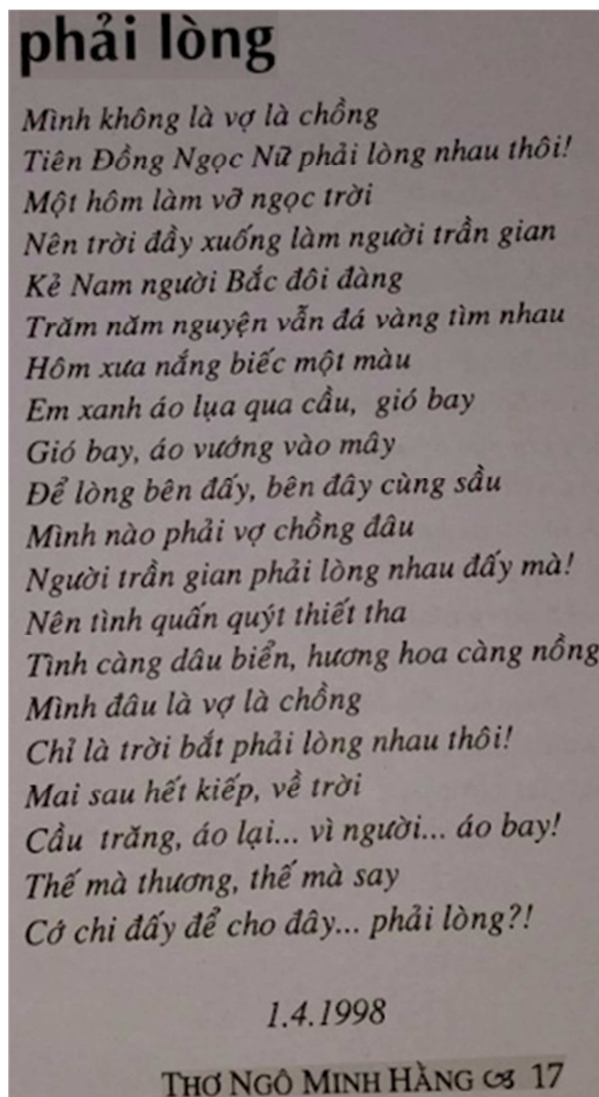 phải lòng
Mình không là vợ là chồng
Tiên Đồng Ngọc Nữ phải lòng nhau thôi!
Một hôm làm vỡ ngọc trời
Nên trời đầy xuống làm người trần gian
Kẻ Nam người Bắc đôi đàng
Trăm năm nguyện vẫn đá vàng tìm nhau
Hôm xưa nắng biếc một màu
Em xanh áo lụa qua cầu, gió bay
Gió bay, áo vướng vào mây
Để lòng bên đấy, bên đây cùng sầu
Mình nào phải vợ chồng đâu
Người trần gian phải lòng nhau đấy mà!
Nên tình quấn quýt thiết tha
Tình càng dâu biển, hương hoa càng nồng
Mình đâu là vợ là chồng
Chỉ là trời bắt phải lòng nhau thôi!
Mai sau hết kiếp, về trời
Cầu trăng, áo lại... vì người... áo bay!
Thế mà thương, thế mà say
Cớ chi đấy để cho đây... phải lòng?!
1.4.1998
THƠ NGÔ MINH HẰNG ☙ 17